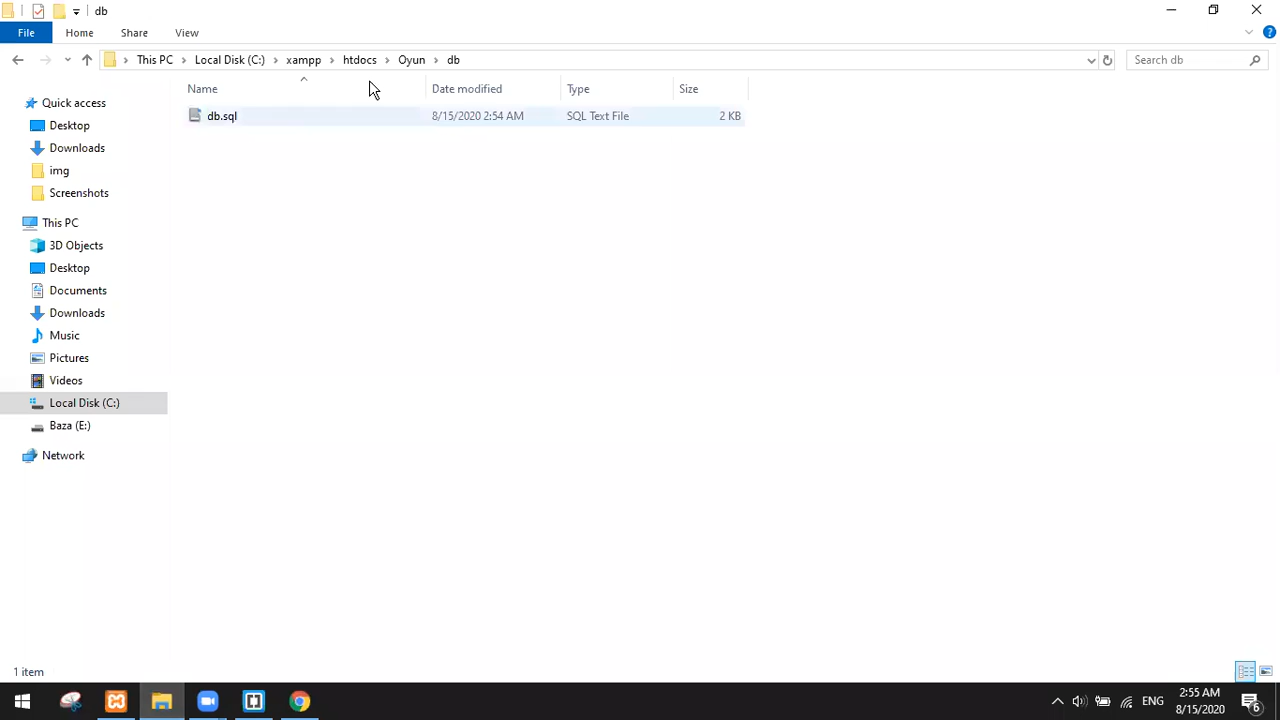 db
File Home Share View
This PC Local Disk (C:) xampp htdocs Oyun db Search db
Name Date modified Type Size
db.sql 8/15/2020 2:54 AM SQL Text File 2 KB
Quick access
Desktop
Downloads
img
Screenshots
This PC
3D Objects
Desktop
Documents
Downloads
Music
Pictures
Videos
Local Disk (C:)
Baza (E:)
Network
1 item
ENG 2:55 AM
8/15/2020 6